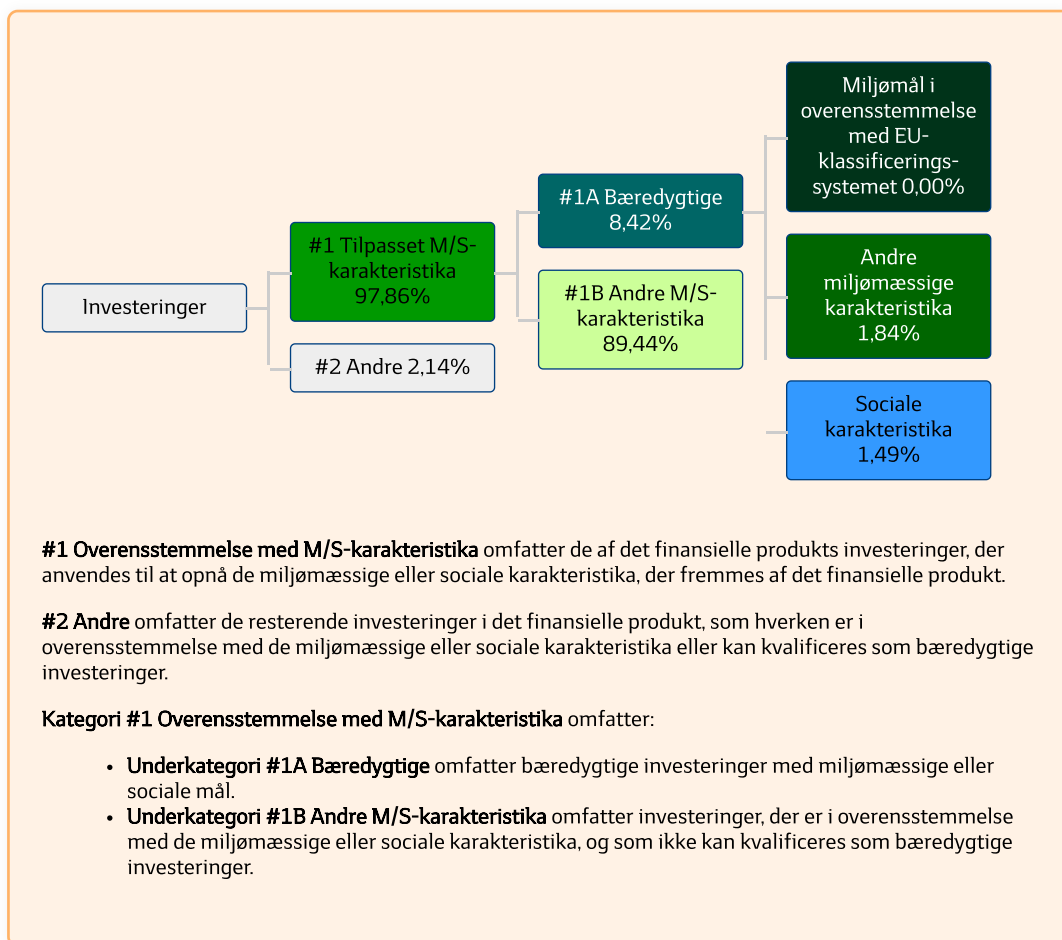 Investeringer
#1 Tilpasset M/S-
karakteristika
97,86%
#2 Andre 2,14%
#1A Bæredygtige
8,42%
#1B Andre M/S-
karakteristika
89,44%
Miljømål i
overensstemmelse
med EU-
klassificerings-
systemet 0,00%
Andre
miljømæssige
karakteristika
1,84%
Sociale
karakteristika
1,49%
#1 Overensstemmelse med M/S-karakteristika omfatter de af det finansielle produkts investeringer, der
anvendes til at opnå de miljømæssige eller sociale karakteristika, der fremmes af det finansielle produkt.
#2 Andre omfatter de resterende investeringer i det finansielle produkt, som hverken er i
overensstemmelse med de miljømæssige eller sociale karakteristika eller kan kvalificeres som bæredygtige
investeringer.
Kategori #1 Overensstemmelse med M/S-karakteristika omfatter:
• Underkategori #1A Bæredygtige omfatter bæredygtige investeringer med miljømæssige eller
sociale mål.
• Underkategori #1B Andre M/S-karakteristika omfatter investeringer, der er i overensstemmelse
med de miljømæssige eller sociale karakteristika, og som ikke kan kvalificeres som bæredygtige
investeringer.